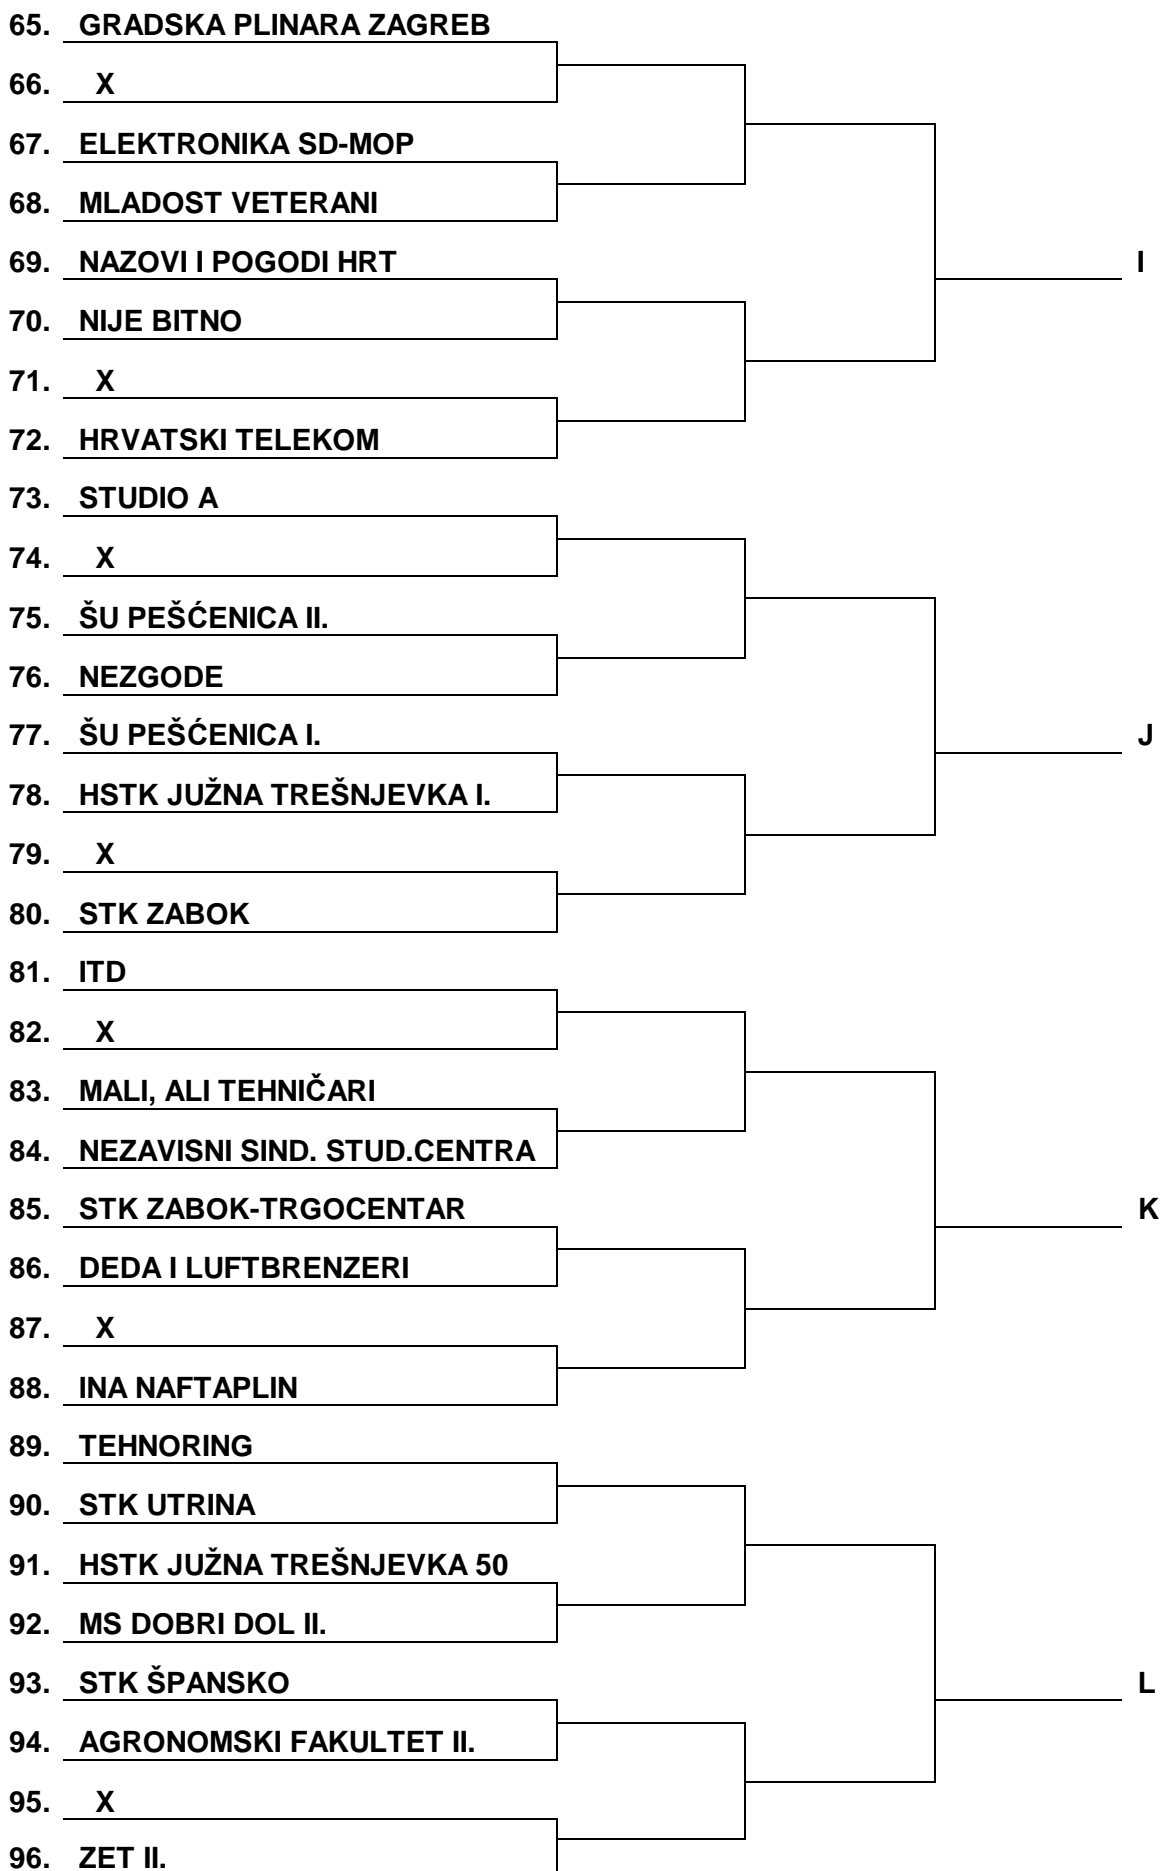 65. GRADSKA PLINARA ZAGREB
66. X
67. ELEKTRONIKA SD-MOP
68. MLADOST VETERANI
69. NAZOVI I POGODI HRT
I
70. NIJE BITNO
71. X
72. HRVATSKI TELEKOM
73. STUDIO A
74. X
75. ŠU PEŠĆENICA II.
76. NEZGODE
77. ŠU PEŠĆENICA I.
J
78. HSTK JUŽNA TREŠNJEVKA I.
79. X
80. STK ZABOK
81. ITD
82. X
83. MALI, ALI TEHNIČARI
84. NEZAVISNI SIND. STUD.CENTRA
85. STK ZABOK-TRGOCENTAR
K
86. DEDA I LUFTBRENZERI
87. X
88. INA NAFTAPLIN
89. TEHNORING
90. STK UTRINA
91. HSTK JUŽNA TREŠNJEVKA 50
92. MS DOBRI DOL II.
93. STK ŠPANSKO
L
94. AGRONOMSKI FAKULTET II.
95. X
96. ZET II.